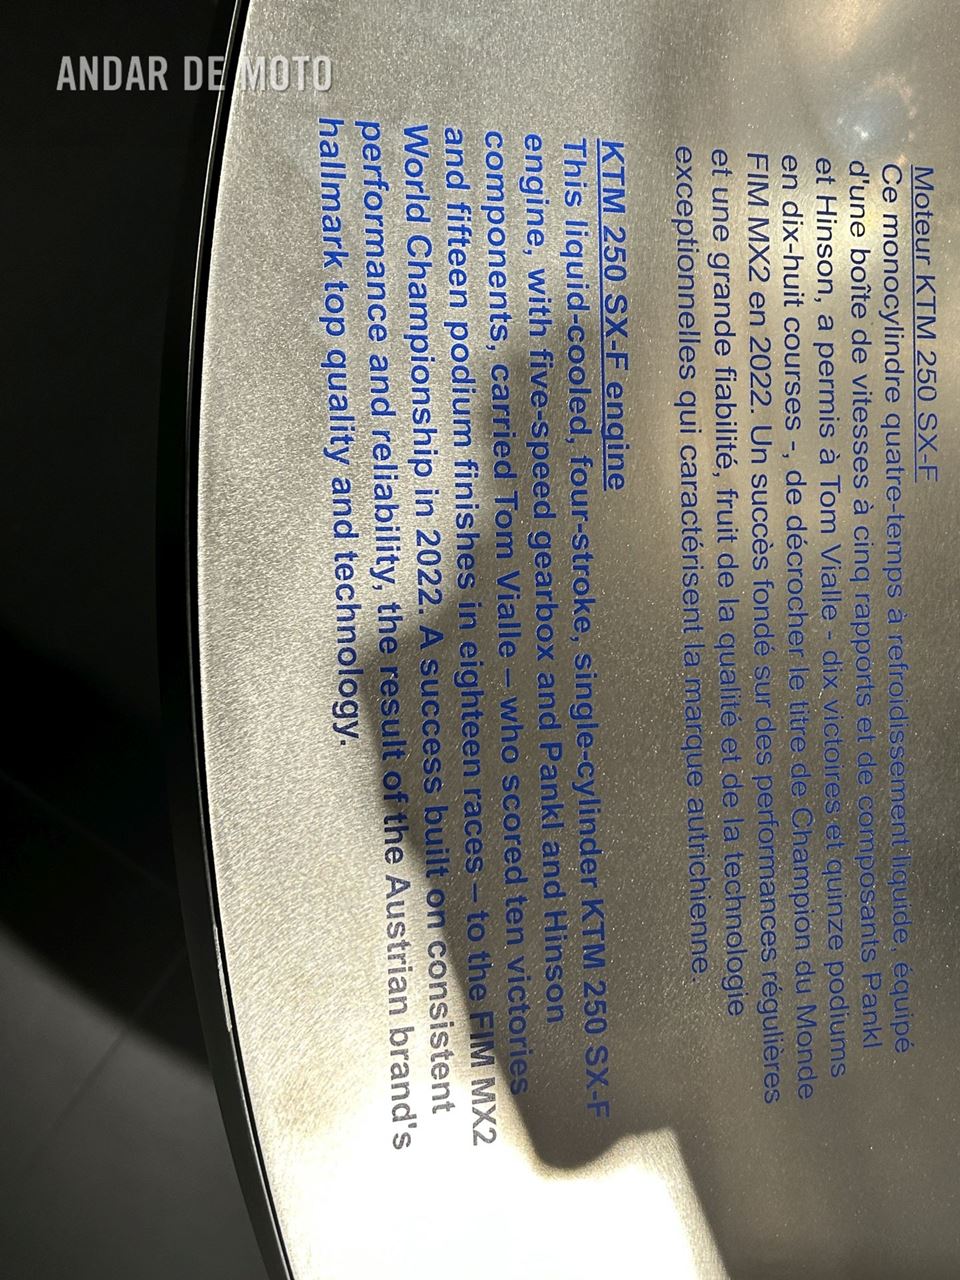 ANDAR DE MOTO
Moteur KTM 250 SX-F
Ce monocylindre quatre-temps à refroidissement liquide, équipé
d'une boîte de vitesses à cinq rapports et de composants Pankl
et Hinson, a permis à Tom Vialle - dix victoires et quinze podiums
en dix-huit courses -, de décrocher le titre de Champion du Monde
FIM MX2 en 2022. Un succès fondé sur des performances régulières
et une grande fiabilité, fruit de la qualité et de la technologie
exceptionnelles qui caractérisent la marque autrichienne.
KTM 250 SX-F engine
This liquid-cooled, four-stroke, single-cylinder KTM 250 SX-F
engine, with five-speed gearbox and Pankl and Hinson
components, carried Tom Vialle – who scored ten victories
and fifteen podium finishes in eighteen races – to the FIM MX2
World Championship in 2022. A success built on consistent
performance and reliability, the result of the Austrian brand's
hallmark top quality and technology.